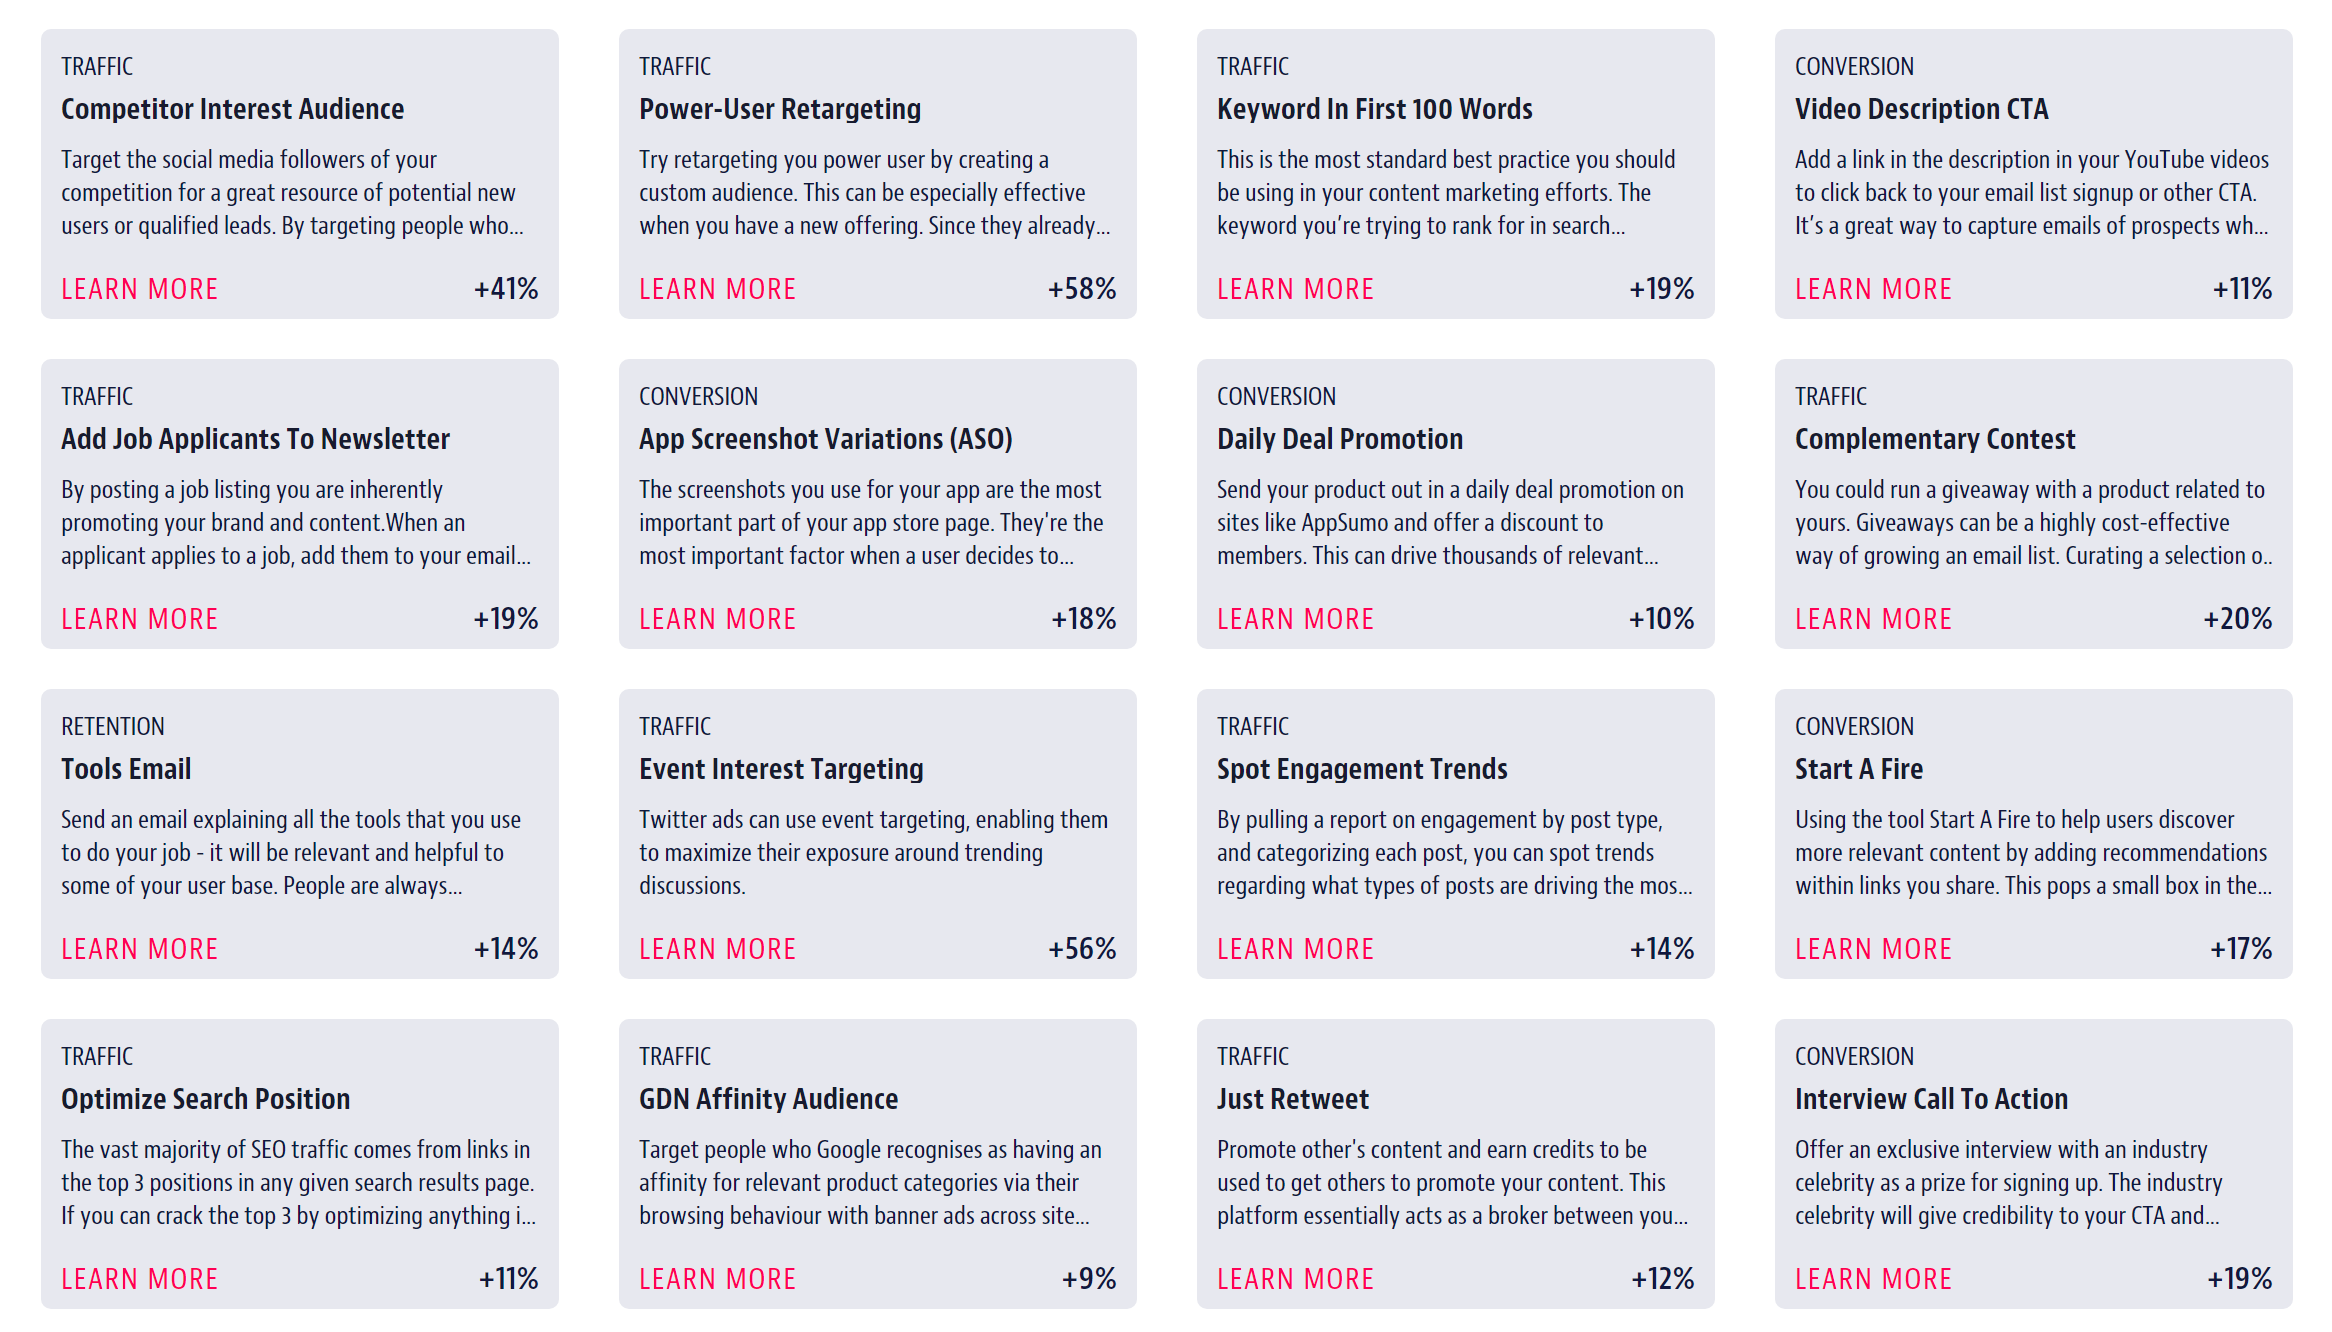 TRAFFIC
Competitor Interest Audience
Target the social media followers of your
competition for a great resource of potential new
users or qualified leads. By targeting people who...
LEARN MORE +41%
TRAFFIC
Power-User Retargeting
Try retargeting you power user by creating a
custom audience. This can be especially effective
when you have a new offering. Since they already...
LEARN MORE +58%
TRAFFIC
Keyword In First 100 Words
This is the most standard best practice you should
be using in your content marketing efforts. The
keyword you’re trying to rank for in search...
LEARN MORE +19%
CONVERSION
Video Description CTA
Add a link in the description in your YouTube videos
to click back to your email list signup or other CTA.
It’s a great way to capture emails of prospects wh...
LEARN MORE +11%
TRAFFIC
Add Job Applicants To Newsletter
By posting a job listing you are inherently
promoting your brand and content.When an
applicant applies to a job, add them to your email...
LEARN MORE +19%
CONVERSION
App Screenshot Variations (ASO)
The screenshots you use for your app are the most
important part of your app store page. They're the
most important factor when a user decides to...
LEARN MORE +18%
CONVERSION
Daily Deal Promotion
Send your product out in a daily deal promotion on
sites like AppSumo and offer a discount to
members. This can drive thousands of relevant...
LEARN MORE +10%
TRAFFIC
Complementary Contest
You could run a giveaway with a product related to
yours. Giveaways can be a highly cost-effective
way of growing an email list. Curating a selection o..
LEARN MORE +20%
RETENTION
Tools Email
Send an email explaining all the tools that you use
to do your job - it will be relevant and helpful to
some of your user base. People are always...
LEARN MORE +14%
TRAFFIC
Event Interest Targeting
Twitter ads can use event targeting, enabling them
to maximize their exposure around trending
discussions.
LEARN MORE +56%
TRAFFIC
Spot Engagement Trends
By pulling a report on engagement by post type,
and categorizing each post, you can spot trends
regarding what types of posts are driving the mos...
LEARN MORE +14%
CONVERSION
Start A Fire
Using the tool Start A Fire to help users discover
more relevant content by adding recommendations
within links you share. This pops a small box in the...
LEARN MORE +17%
TRAFFIC
Optimize Search Position
The vast majority of SEO traffic comes from links in
the top 3 positions in any given search results page.
If you can crack the top 3 by optimizing anything i...
LEARN MORE +11%
TRAFFIC
GDN Affinity Audience
Target people who Google recognises as having an
affinity for relevant product categories via their
browsing behaviour with banner ads across site...
LEARN MORE +9%
TRAFFIC
Just Retweet
Promote other's content and earn credits to be
used to get others to promote your content. This
platform essentially acts as a broker between you...
LEARN MORE +12%
CONVERSION
Interview Call To Action
Offer an exclusive interview with an industry
celebrity as a prize for signing up. The industry
celebrity will give credibility to your CTA and...
LEARN MORE +19%